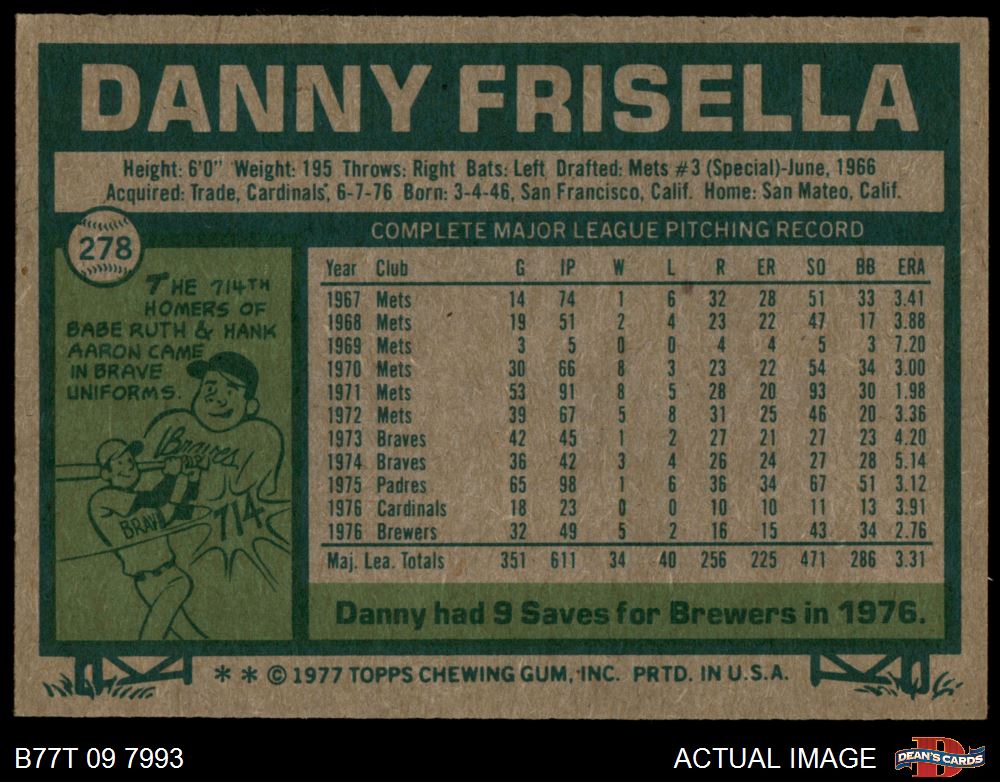 DANNY FRISELLA
Height: 6'0" Weight: 195 Throws: Right Bats: Left Drafted: Mets #3 (Special)-June, 1966
Acquired: Trade, Cardinals, 6-7-76 Born: 3-4-46, San Francisco, Calif. Home: San Mateo, Calif.
278
THE 714TH
HOMERS OF
BABE RUTH & HANK
AARON CAME
IN BRAVE
UNIFORMS.
Braves
BRAV
714
COMPLETE MAJOR LEAGUE PITCHING RECORD
Year Club G IP W L R ER SO BB ERA
1967 Mets 14 74 1 6 32 28 51 33 3.41
1968 Mets 19 51 2 4 23 22 47 17 3.88
1969 Mets 3 5 0 0 4 4 5 3 7.20
1970 Mets 30 66 8 3 23 22 54 34 3.00
1971 Mets 53 91 8 5 28 20 93 30 1.98
1972 Mets 39 67 5 8 31 25 46 20 3.36
1973 Braves 42 45 1 2 27 21 27 23 4.20
1974 Braves 36 42 3 4 26 24 27 28 5.14
1975 Padres 65 98 1 6 36 34 67 51 3.12
1976 Cardinals 18 23 0 0 10 10 11 13 3.91
1976 Brewers 32 49 5 2 16 15 43 34 2.76
Maj. Lea. Totals 351 611 34 40 256 225 471 286 3.31
Danny had 9 Saves for Brewers in 1976.
* * © 1977 TOPPS CHEWING GUM, INC. PRTD. IN U.S.A.
B77T 09 7993
ACTUAL IMAGE
D
DEAN'S CARDS